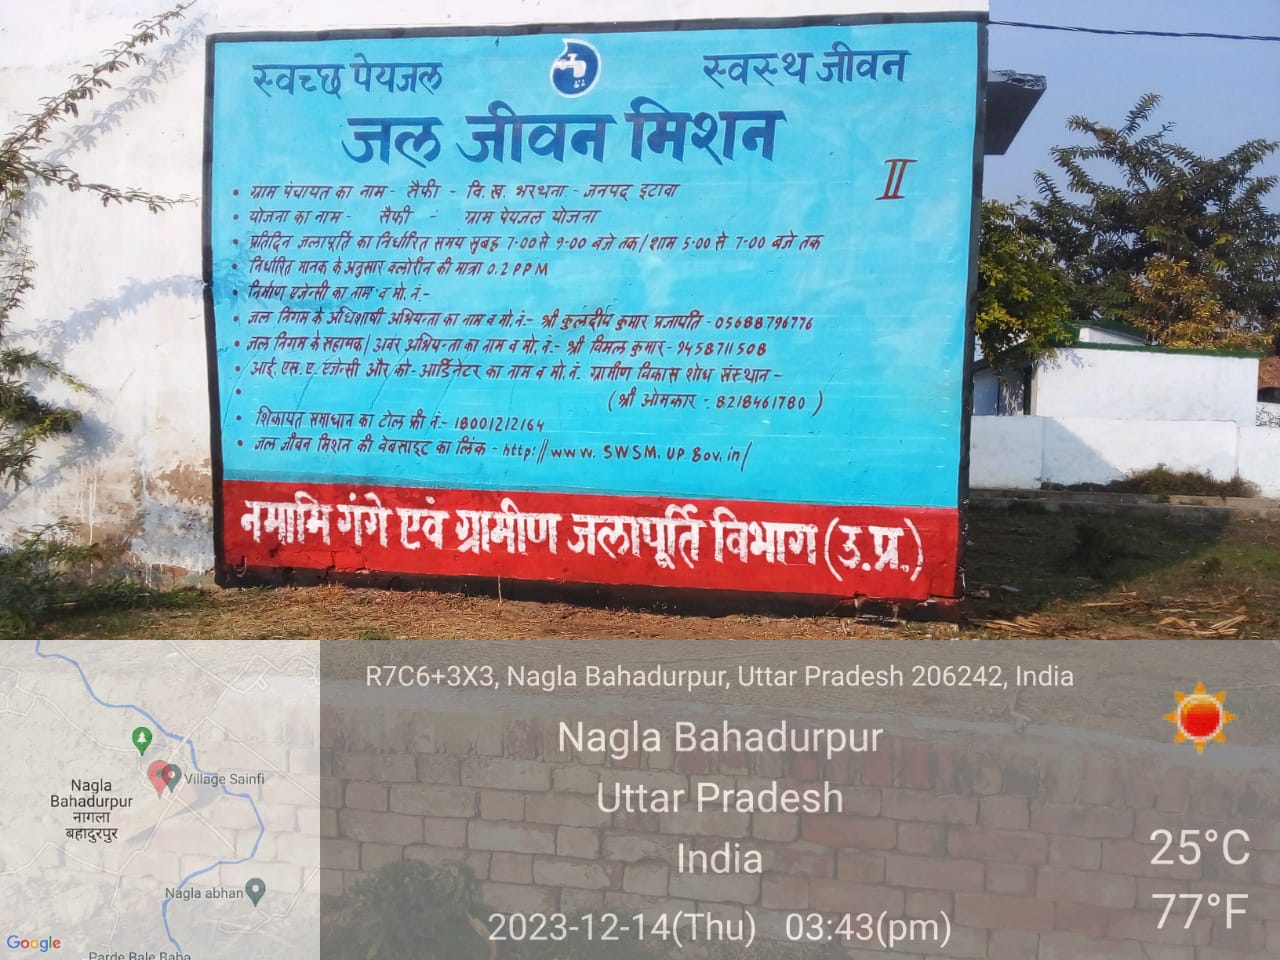 स्वच्छ पेयजल
स्वस्थ जीवन
जल जीवन मिशन
II
• ग्राम पंचायत का नाम - सैफी - वि.ख. भरथना - जनपद इटावा
• योजना का नाम - सैफी - ग्राम पेयजल योजना
• प्रतिदिन जलापूर्ति का निर्धारित समय सुबह 7-00 से 9-00 बजे तक/शाम 5-00 से 7-00 बजे तक
• निर्धारित मानक के अनुसार क्लोरीन की मात्रा 0.2 PPM
• निर्माण एजेन्सी का नाम व मो. नं.-
• जल निगम के अधिशाषी अभियन्ता का नाम व मो.नं.- श्री कुलदीप कुमार प्रजापति - 05688796776
• जल निगम के सहायक/अवर अभियन्ता का नाम व मो. नं.- श्री विमल कुमार - 9458711508
• आई. एस. ए. एजेन्सी और को-आर्डिनेटर का नाम व मो. नं. ग्रामीण विकास शोध संस्थान -
• (श्री ओमकार - 8218461780)
• शिकायत समाधान का टोल फ्री नं.- 18001212164
• जल जीवन मिशन की वेबसाइट का लिंक - http://www.SWSM.UP.Gov.in/
नमामि गंगे एवं ग्रामीण जलापूर्ति विभाग (उ.प्र.)
R7C6+3X3, Nagla Bahadurpur, Uttar Pradesh 206242, India
Nagla Bahadurpur
Uttar Pradesh
India
2023-12-14(Thu) 03:43(pm)
25°C
77°F
Village Sainfi
Nagla
Bahadurpur
नागला
बहादुरपुर
Nagla abhan
Parde Bale Baba
Google